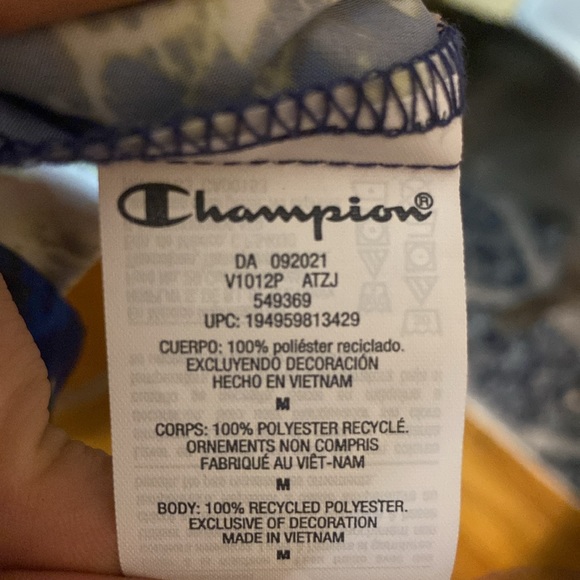 Champion®
DA 092021
V1012P ATZJ
549369
UPC: 194959813429
CUERPO: 100% poliéster reciclado.
EXCLUYENDO DECORACIÓN
HECHO EN VIETNAM
M
CORPS: 100% POLYESTER RECYCLÉ.
ORNEMENTS NON COMPRIS
FABRIQUÉ AU VIÊT-NAM
M
BODY: 100% RECYCLED POLYESTER.
EXCLUSIVE OF DECORATION
MADE IN VIETNAM
M